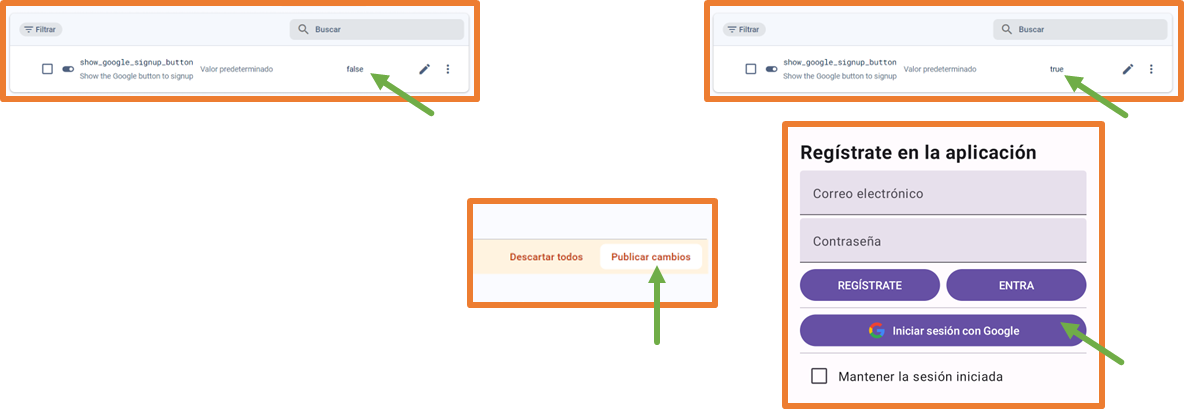 Filtrar
Buscar
show_google_signup_button
Show the Google button to signup
Valor predeterminado
false
Filtrar
Buscar
show_google_signup_button
Show the Google button to signup
Valor predeterminado
true
Descartar todos
Publicar cambios
Regístrate en la aplicación
Correo electrónico
Contraseña
REGÍSTRATE
ENTRA
Iniciar sesión con Google
Mantener la sesión iniciada